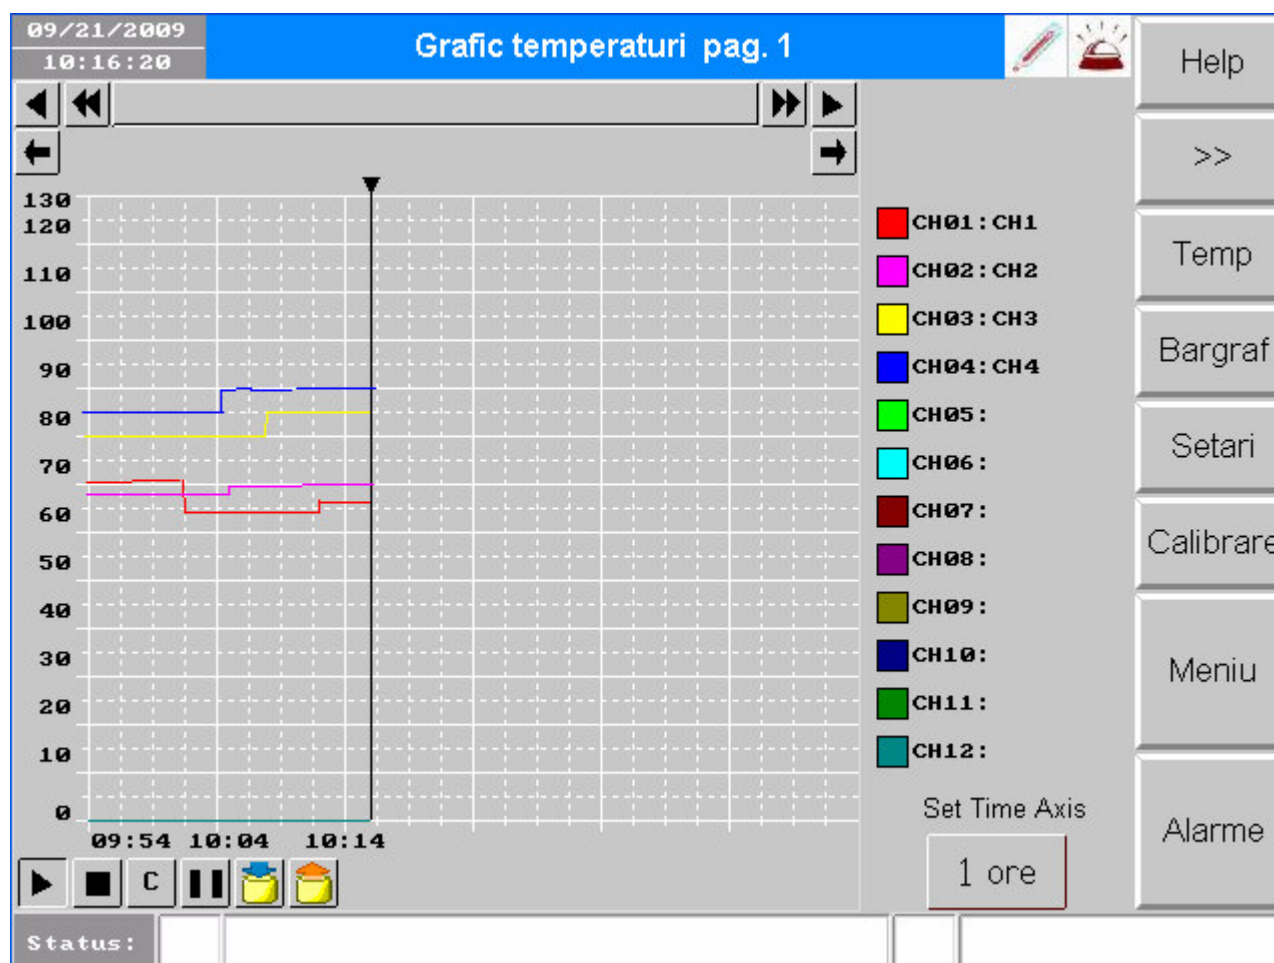 09/21/2009
10:16:20
Grafic temperaturi pag. 1
Help
>>
Temp
Bargraf
Setari
Calibrare
Meniu
Alarme
130
120
110
100
90
80
70
60
50
40
30
20
10
0
09:54 10:04 10:14
CH01:CH1
CH02:CH2
CH03:CH3
CH04:CH4
CH05:
CH06:
CH07:
CH08:
CH09:
CH10:
CH11:
CH12:
Set Time Axis
1 ore
C
Status: